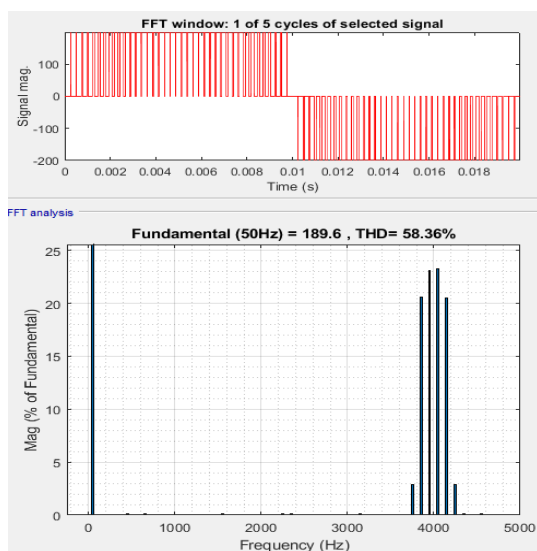 FFT window: 1 of 5 cycles of selected signal
Signal mag.
100
0
-100
-200
0 0.002 0.004 0.006 0.008 0.01 0.012 0.014 0.016 0.018
Time (s)
FFT analysis
Fundamental (50Hz) = 189.6 , THD= 58.36%
Mag (% of Fundamental)
25
20
15
10
5
0
0 1000 2000 3000 4000 5000
Frequency (Hz)